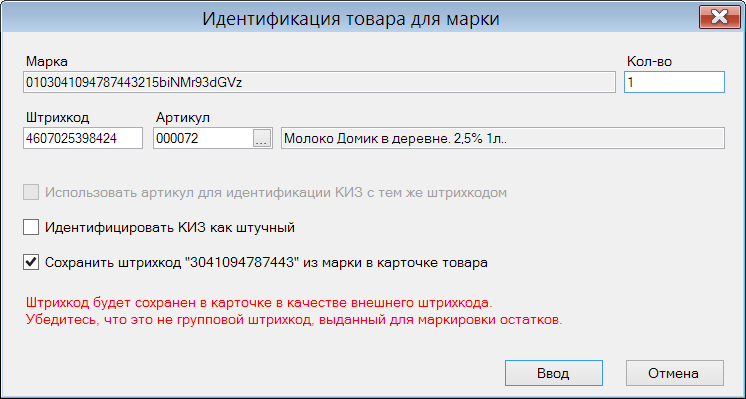 Идентификация товара для марки
Марка
Кол-во
0103041094787443215biNMr93dGVz
1
Штрихкод
Артикул
4607025398424
000072
...
Молоко Домик в деревне. 2,5% 1л..
Использовать артикул для идентификации КИЗ с тем же штрихкодом
Идентифицировать КИЗ как штучный
Сохранить штрихкод "3041094787443" из марки в карточке товара
Штрихкод будет сохранен в карточке в качестве внешнего штрихкода.
Убедитесь, что это не групповой штрихкод, выданный для маркировки остатков.
Ввод
Отмена